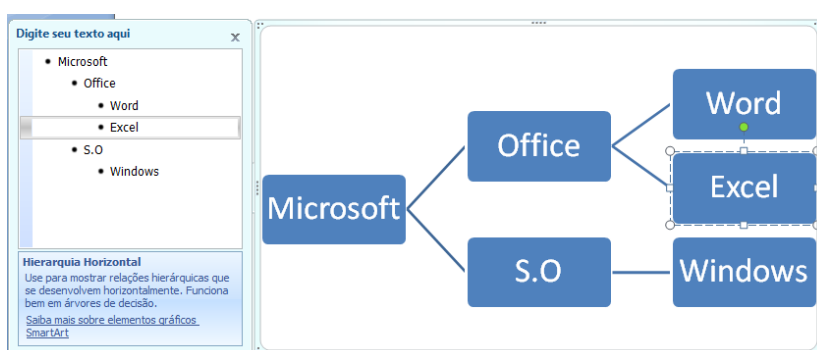 Digite seu texto aqui
x
• Microsoft
• Office
• Word
• Excel
• S.O
• Windows
Hierarquia Horizontal
Use para mostrar relações hierárquicas que
se desenvolvem horizontalmente. Funciona
bem em árvores de decisão.
Saiba mais sobre elementos gráficos
SmartArt
Microsoft
Office
Word
Excel
S.O
Windows